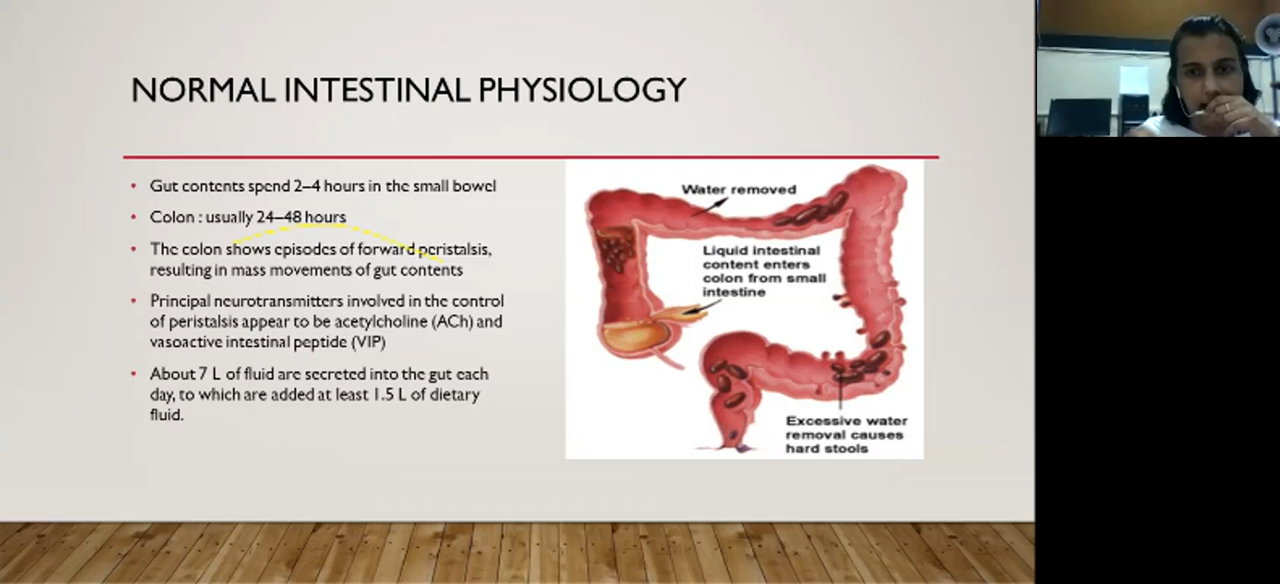 NORMAL INTESTINAL PHYSIOLOGY
• Gut contents spend 2–4 hours in the small bowel
• Colon : usually 24–48 hours
• The colon shows episodes of forward peristalsis,
resulting in mass movements of gut contents
• Principal neurotransmitters involved in the control
of peristalsis appear to be acetylcholine (ACh) and
vasoactive intestinal peptide (VIP)
• About 7 L of fluid are secreted into the gut each
day, to which are added at least 1.5 L of dietary
fluid.
Water removed
Liquid intestinal
content enters
colon from small
intestine
Excessive water
removal causes
hard stools